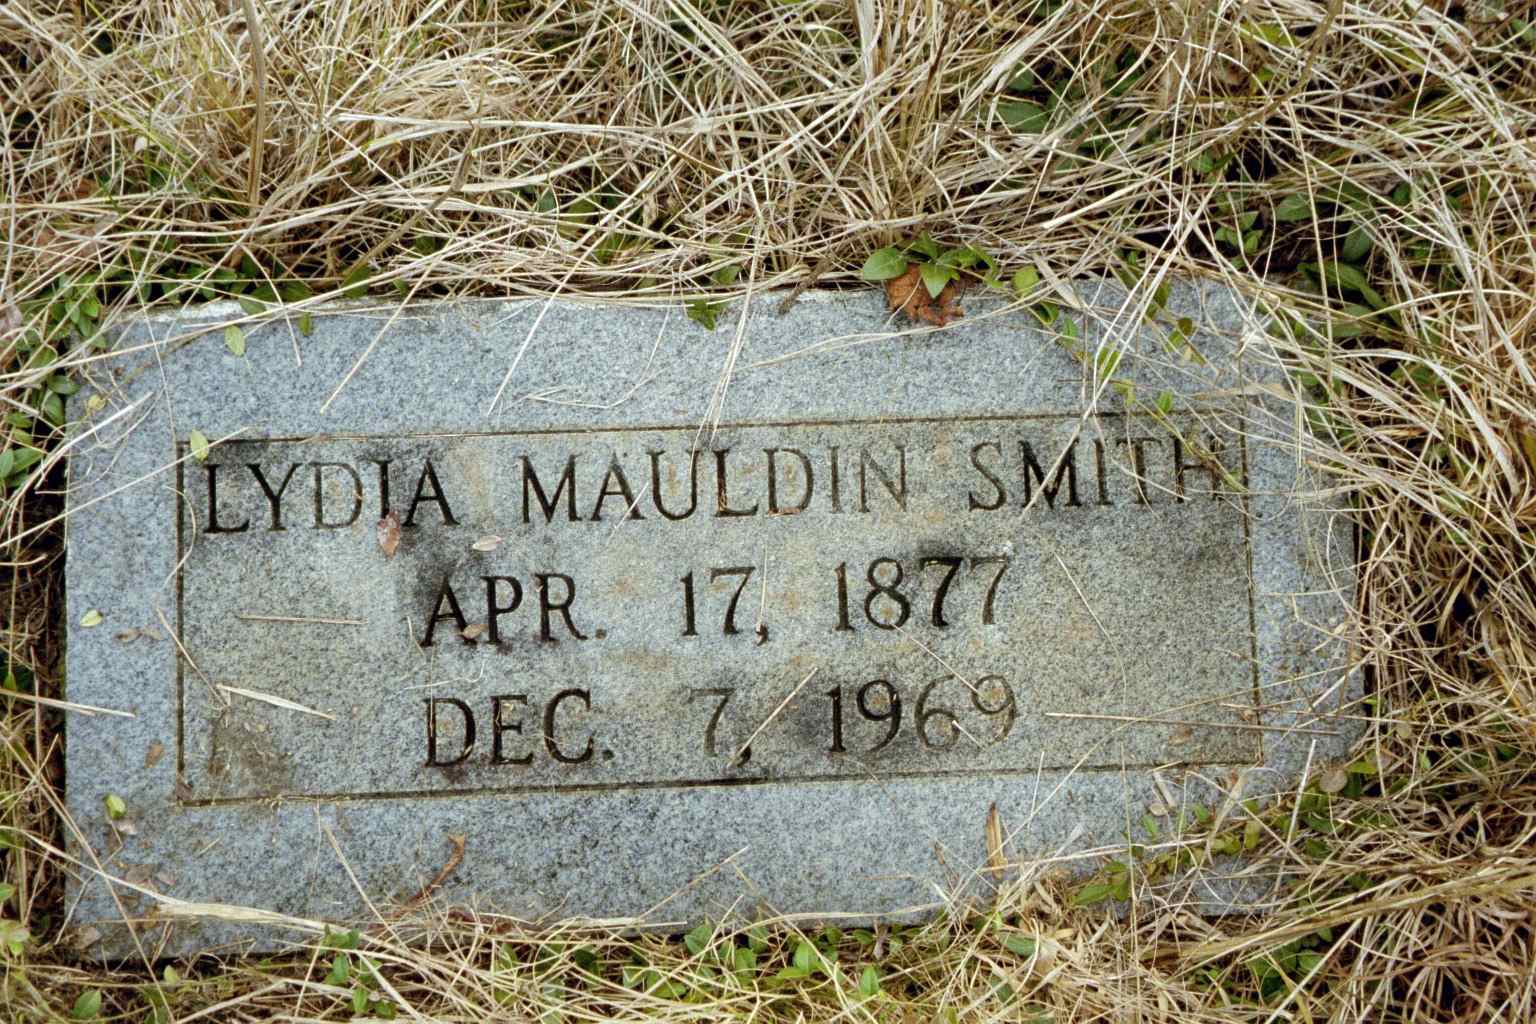 LYDIA MAULDIN SMITH
APR. 17, 1877
DEC. 7, 1969